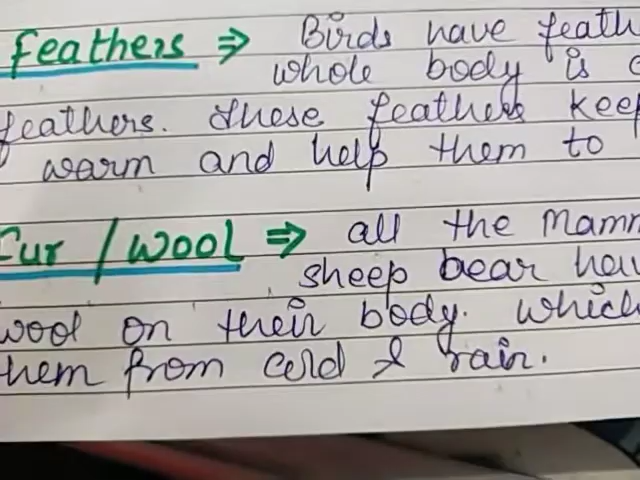 Feathers ⇒ Birds have feath
whole body is c
feathers. These feathers keep
warm and help them to
Fur / Wool ⇒ all the Mamm
sheep bear hav
wool on their body. which
hem from cold & rain.